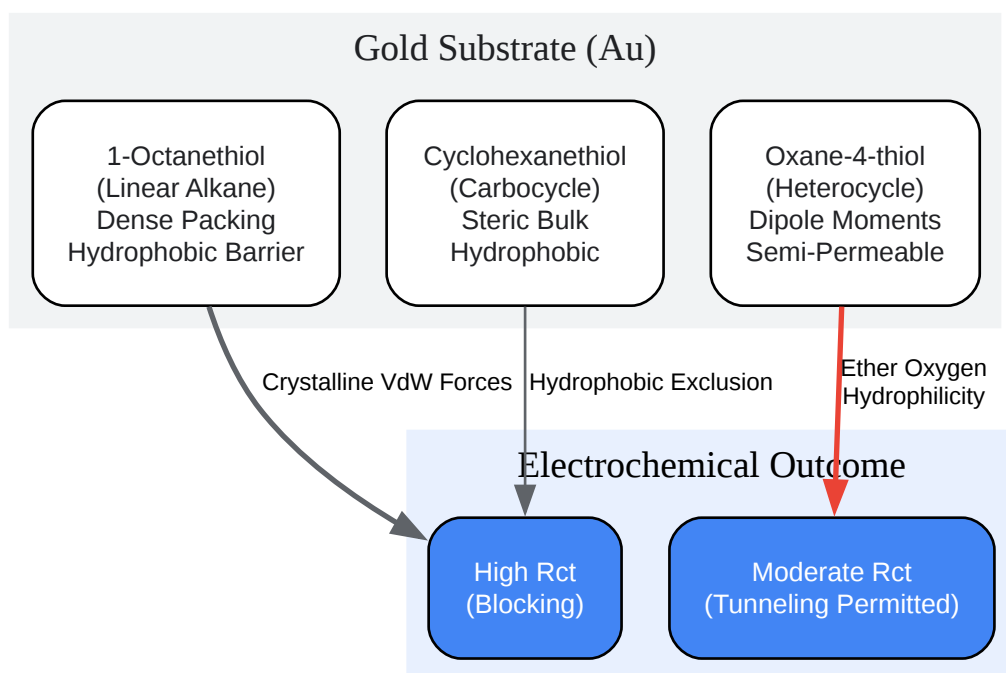 Gold Substrate (Au)
1-Octanethiol
(Linear Alkane)
Dense Packing
Hydrophobic Barrier
Cyclohexanethiol
(Carbocycle)
Steric Bulk
Hydrophobic
Oxane-4-thiol
(Heterocycle)
Dipole Moments
Semi-Permeable
Crystalline VdW Forces
Hydrophobic Exclusion
Ether Oxygen
Hydrophilicity
Electrochemical Outcome
High Rct
(Blocking)
Moderate Rct
(Tunneling Permitted)